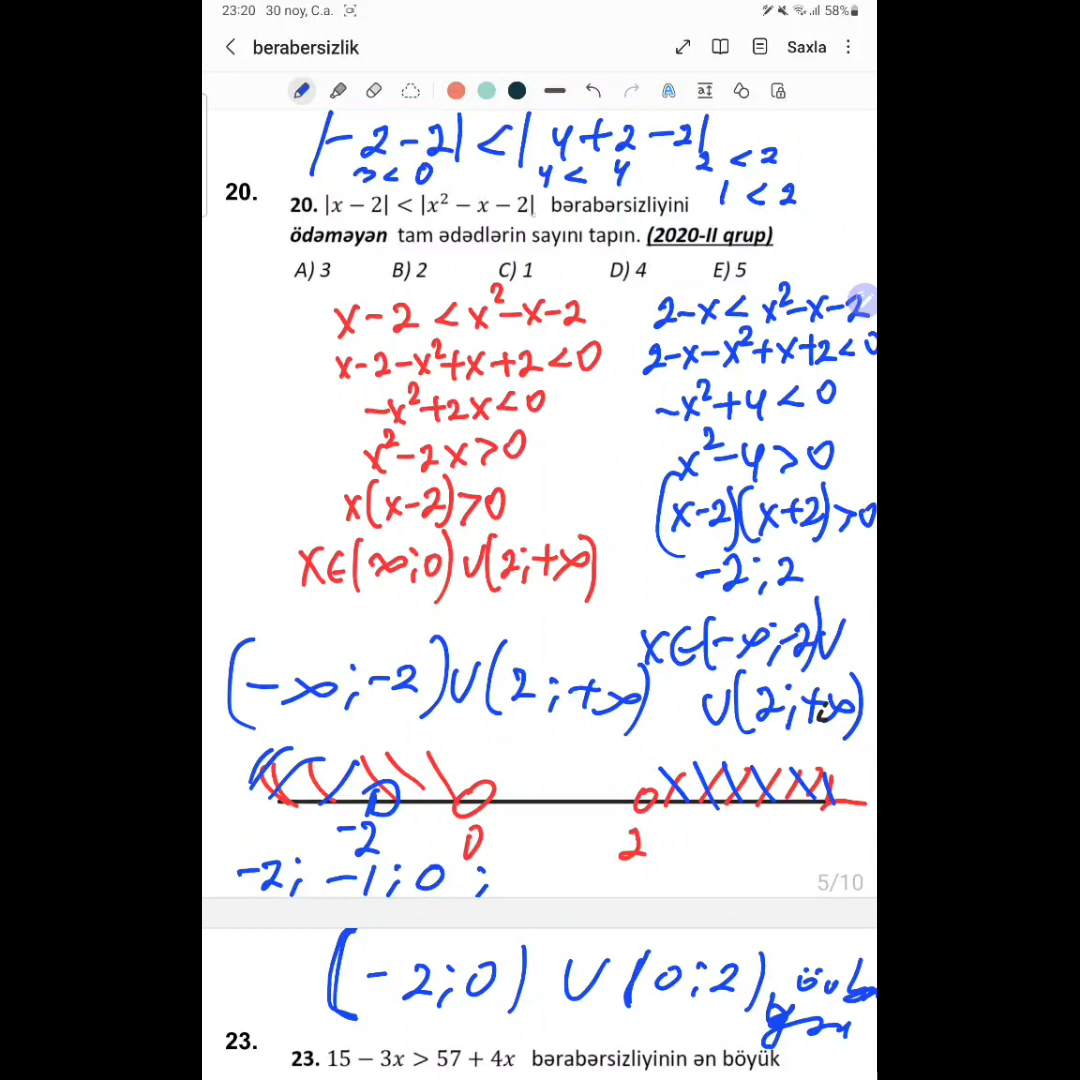 23:20 30 noy, C.a. 58%
berabersizlik Saxla
|-2-2| < |4+2-2|
3<0 4<4 2<2
1<2
20.
20. |x − 2| < |x² − x − 2| bərabərsizliyini
ödəməyən tam ədədlərin sayını tapın. (2020-II qrup)
A) 3 B) 2 C) 1 D) 4 E) 5
x-2<x²-x-2
x-2-x²+x+2<0
-x²+2x<0
x²-2x>0
x(x-2)>0
x∈(∞;0)∪(2;+∞)
2-x<x²-x-2
2-x-x²+x+2<0
-x²+4<0
x²-4>0
(x-2)(x+2)>0
-2;2
x∈(-∞;-2)∪
∪(2;+∞)
(-∞;-2)∪(2;+∞)
-2 0 2
-2; -1; 0;
5/10
(-2;0) ∪ (0;2)
23.
23. 15 − 3x > 57 + 4x bərabərsizliyinin ən böyük